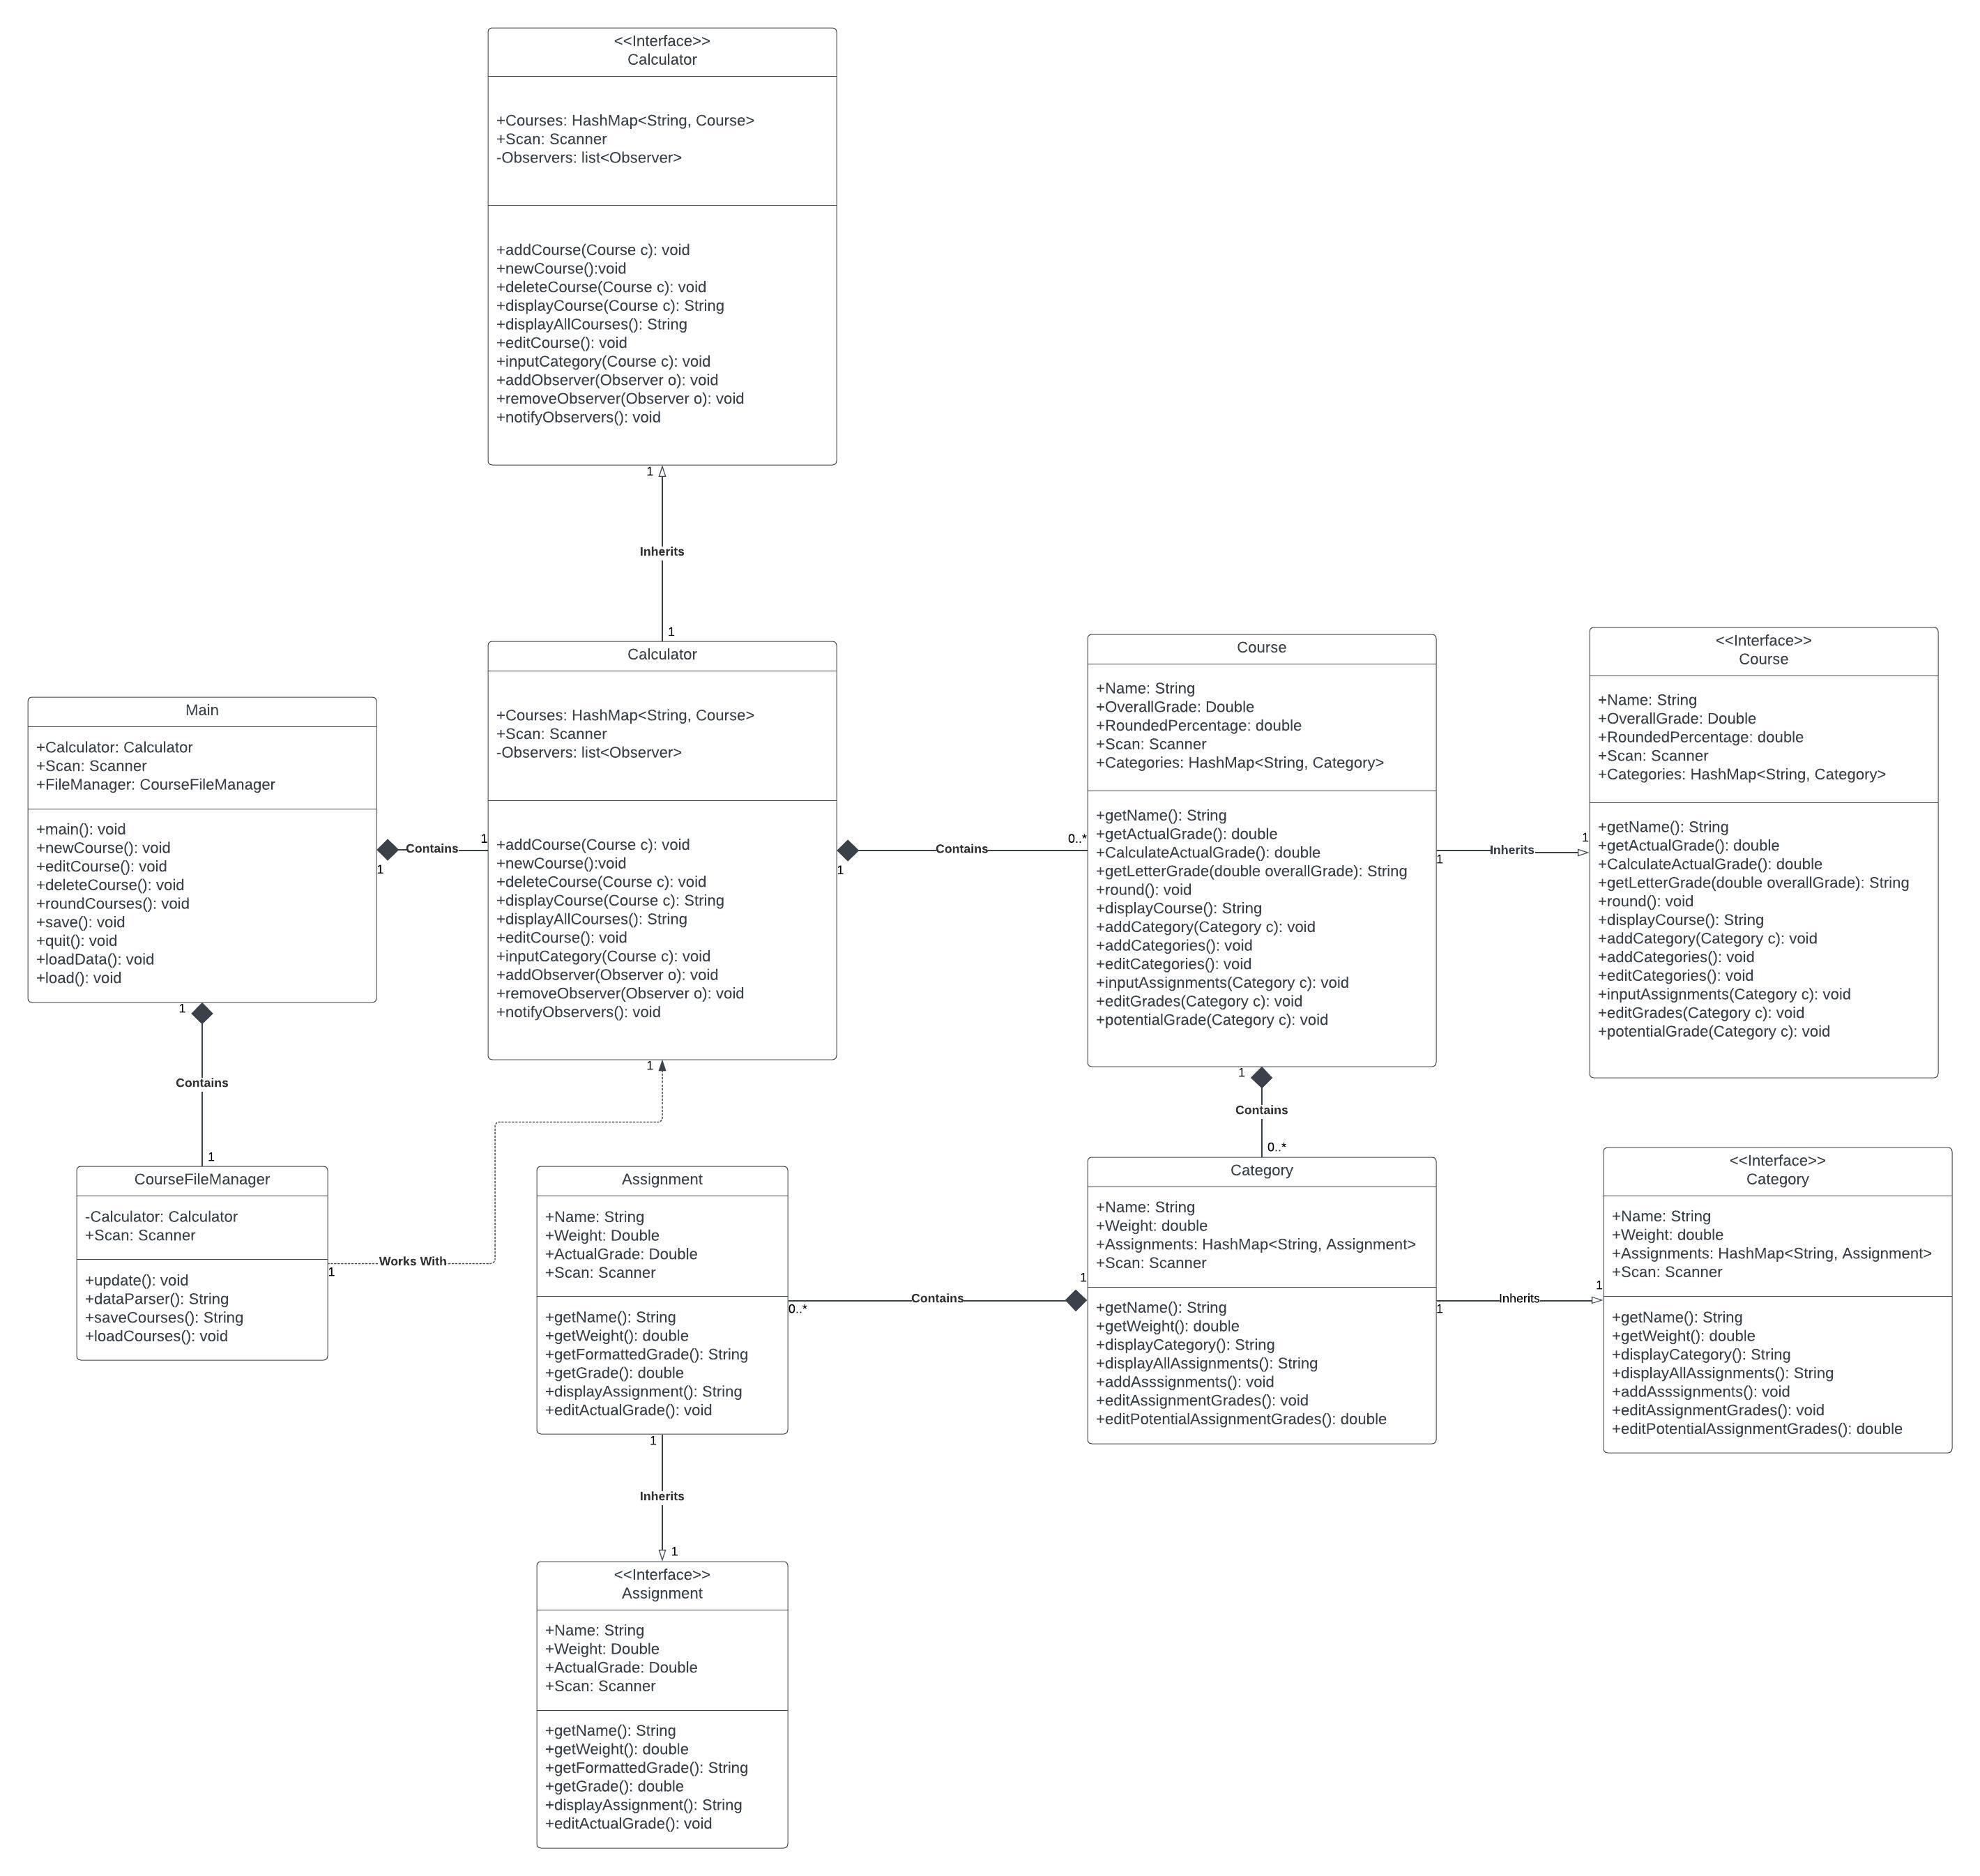 <<Interface>>
Calculator
+Courses: HashMap<String, Course>
+Scan: Scanner
-Observers: list<Observer>
+addCourse(Course c): void
+newCourse():void
+deleteCourse(Course c): void
+displayCourse(Course c): String
+displayAllCourses(): String
+editCourse(): void
+inputCategory(Course c): void
+addObserver(Observer o): void
+removeObserver(Observer o): void
+notifyObservers(): void
1
Inherits
1
Main
+Calculator: Calculator
+Scan: Scanner
+FileManager: CourseFileManager
+main(): void
+newCourse(): void
+editCourse(): void
+deleteCourse(): void
+roundCourses(): void
+save(): void
+quit(): void
+loadData(): void
+load(): void
1
Contains
1
Calculator
+Courses: HashMap<String, Course>
+Scan: Scanner
-Observers: list<Observer>
+addCourse(Course c): void
+newCourse():void
+deleteCourse(Course c): void
+displayCourse(Course c): String
+displayAllCourses(): String
+editCourse(): void
+inputCategory(Course c): void
+addObserver(Observer o): void
+removeObserver(Observer o): void
+notifyObservers(): void
1
Contains
0..*
Course
+Name: String
+OverallGrade: Double
+RoundedPercentage: double
+Scan: Scanner
+Categories: HashMap<String, Category>
+getName(): String
+getActualGrade(): double
+CalculateActualGrade(): double
+getLetterGrade(double overallGrade): String
+round(): void
+displayCourse(): String
+addCategory(Category c): void
+addCategories(): void
+editCategories(): void
+inputAssignments(Category c): void
+editGrades(Category c): void
+potentialGrade(Category c): void
1
Inherits
1
<<Interface>>
Course
+Name: String
+OverallGrade: Double
+RoundedPercentage: double
+Scan: Scanner
+Categories: HashMap<String, Category>
+getName(): String
+getActualGrade(): double
+CalculateActualGrade(): double
+getLetterGrade(double overallGrade): String
+round(): void
+displayCourse(): String
+addCategory(Category c): void
+addCategories(): void
+editCategories(): void
+inputAssignments(Category c): void
+editGrades(Category c): void
+potentialGrade(Category c): void
1
Contains
1
CourseFileManager
-Calculator: Calculator
+Scan: Scanner
+update(): void
+dataParser(): String
+saveCourses(): String
+loadCourses(): void
1
Works With
1
Assignment
+Name: String
+Weight: Double
+ActualGrade: Double
+Scan: Scanner
+getName(): String
+getWeight(): double
+getFormattedGrade(): String
+getGrade(): double
+displayAssignment(): String
+editActualGrade(): void
0..*
Contains
1
1
Contains
0..*
Category
+Name: String
+Weight: double
+Assignments: HashMap<String, Assignment>
+Scan: Scanner
+getName(): String
+getWeight(): double
+displayCategory(): String
+displayAllAssignments(): String
+addAsssignments(): void
+editAssignmentGrades(): void
+editPotentialAssignmentGrades(): double
1
Inherits
1
<<Interface>>
Category
+Name: String
+Weight: double
+Assignments: HashMap<String, Assignment>
+Scan: Scanner
+getName(): String
+getWeight(): double
+displayCategory(): String
+displayAllAssignments(): String
+addAsssignments(): void
+editAssignmentGrades(): void
+editPotentialAssignmentGrades(): double
1
Inherits
1
<<Interface>>
Assignment
+Name: String
+Weight: Double
+ActualGrade: Double
+Scan: Scanner
+getName(): String
+getWeight(): double
+getFormattedGrade(): String
+getGrade(): double
+displayAssignment(): String
+editActualGrade(): void